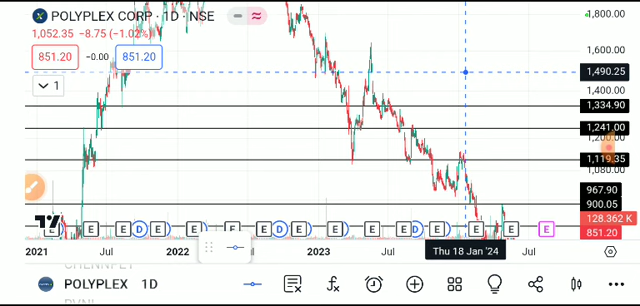 POLYPLEX CORP · 1D · NSE
1,052.35 −8.75 (−1.02%)
851.20 −0.00 851.20
1
1,800.00
1,600.00
1,490.25
1,400.00
1,334.90
1,241.00
1,200.00
1,119.35
1,080.00
967.90
900.05
128.362 K
851.20
E E E D E E E E D E E E E D E E E E
2021 Jul 2022 Jul 2023 Jul Thu 18 Jan '24 Jul
CHENNPET
POLYPLEX 1D